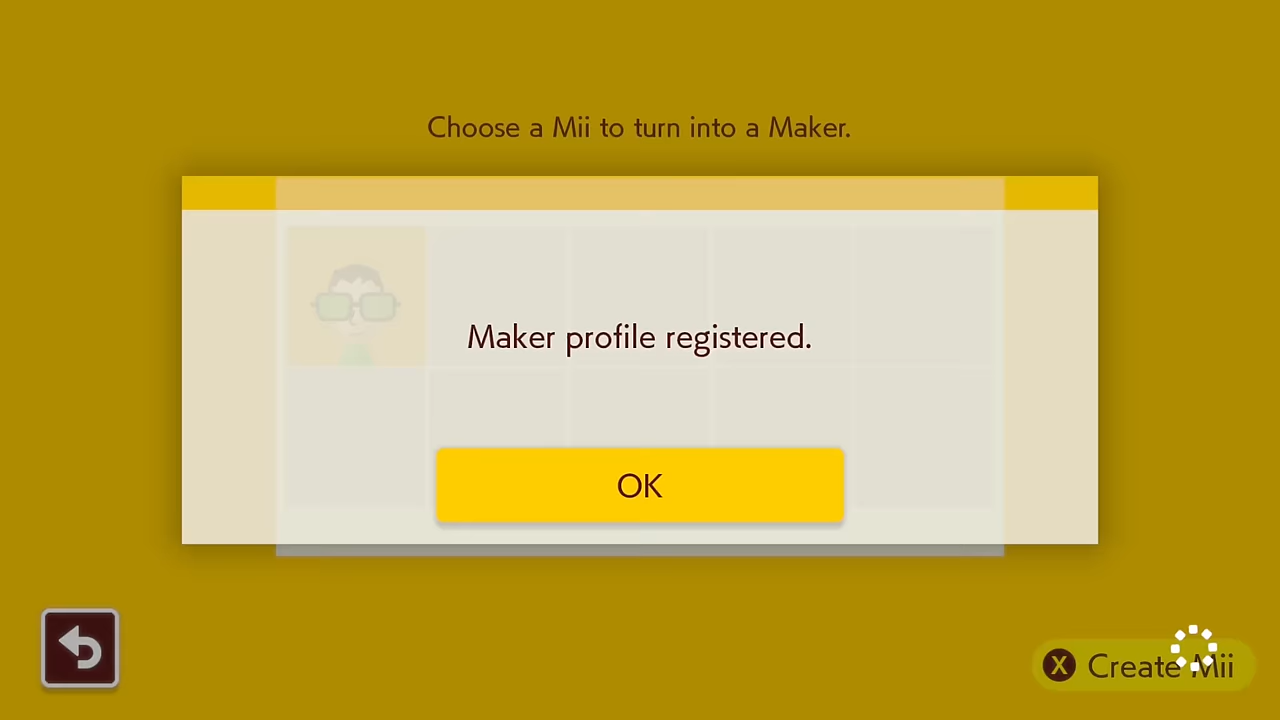 Choose a Mii to turn into a Maker.
Maker profile registered.
OK
X Create Mii